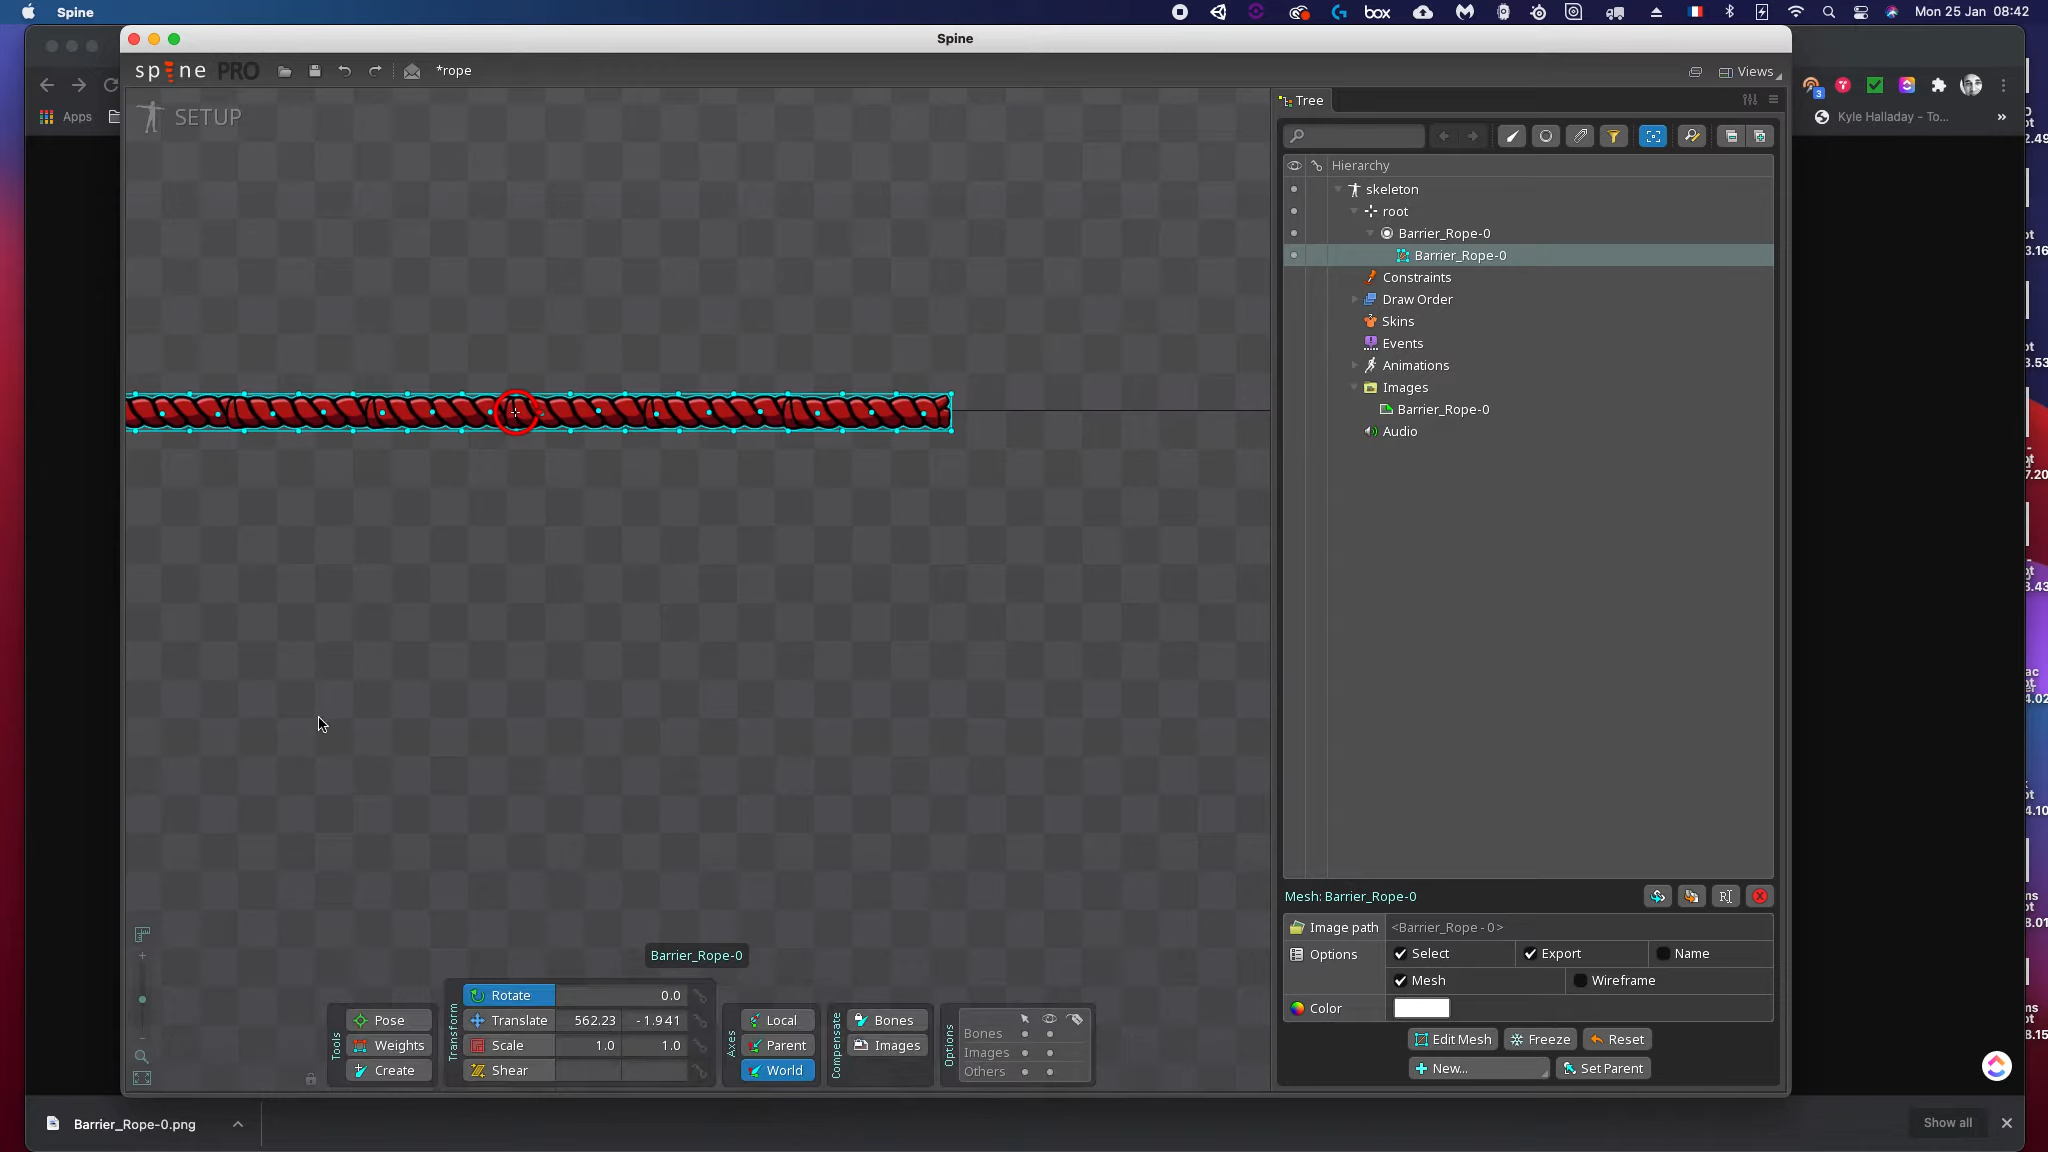 Spine
box
Mon 25 Jan 08:42
Spine
spine PRO
*rope
Views
SETUP
Tree
Apps
3
Kyle Halladay - To...
»
Hierarchy
skeleton
root
Barrier_Rope-0
Barrier_Rope-0
Constraints
Draw Order
Skins
Events
Animations
Images
Barrier_Rope-0
Audio
Mesh: Barrier_Rope-0
Image path
<Barrier_Rope - 0>
Options
Select
Export
Name
Mesh
Wireframe
Color
Edit Mesh
Freeze
Reset
New...
Set Parent
Barrier_Rope-0
Tools
Pose
Weights
Create
Transform
Rotate 0.0
Translate 562.23 -1.941
Scale 1.0 1.0
Shear
Axes
Local
Parent
World
Compensate
Bones
Images
Options
Bones
Images
Others
Barrier_Rope-0.png
Show all